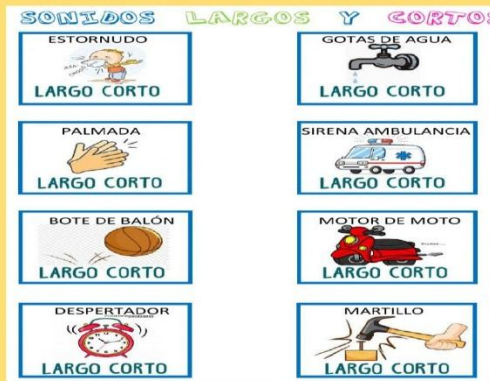 SONIDOS LARGOS Y CORTOS
ESTORNUDO
LARGO CORTO
GOTAS DE AGUA
LARGO CORTO
PALMADA
LARGO CORTO
SIRENA AMBULANCIA
LARGO CORTO
BOTE DE BALÓN
LARGO CORTO
MOTOR DE MOTO
LARGO CORTO
DESPERTADOR
LARGO CORTO
MARTILLO
LARGO CORTO